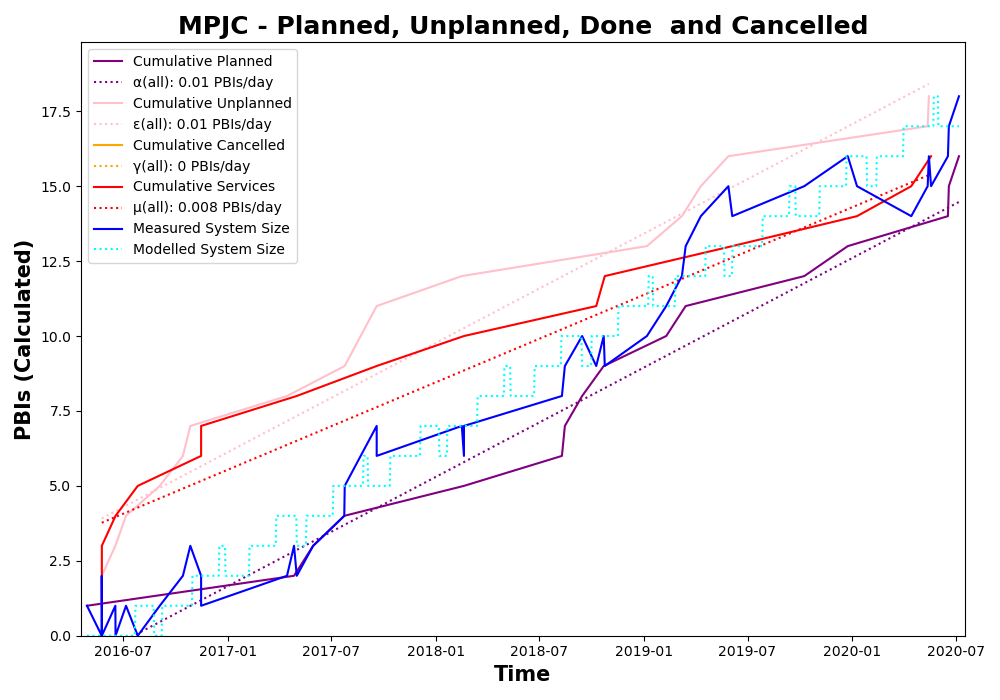 MPJC - Planned, Unplanned, Done  and Cancelled
Cumulative Planned
α(all): 0.01 PBIs/day
Cumulative Unplanned
ε(all): 0.01 PBIs/day
Cumulative Cancelled
γ(all): 0 PBIs/day
Cumulative Services
μ(all): 0.008 PBIs/day
Measured System Size
Modelled System Size
PBIs (Calculated)
17.5
15.0
12.5
10.0
7.5
5.0
2.5
0.0
2016-07 2017-01 2017-07 2018-01 2018-07 2019-01 2019-07 2020-01 2020-07
Time